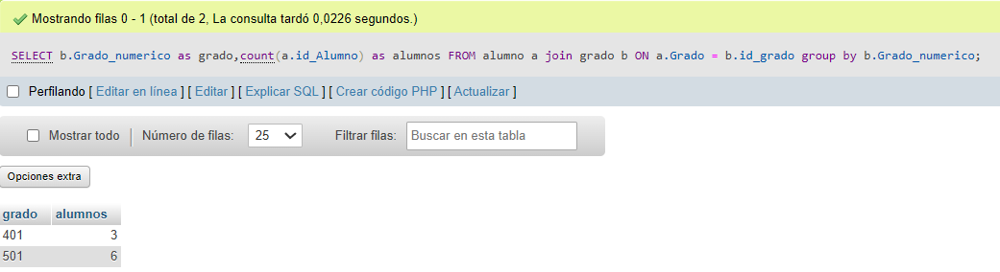 Mostrando filas 0 - 1 (total de 2, La consulta tardó 0,0226 segundos.)
SELECT b.Grado_numerico as grado,count(a.id_Alumno) as alumnos FROM alumno a join grado b ON a.Grado = b.id_grado group by b.Grado_numerico;
Perfilando [ Editar en línea ] [ Editar ] [ Explicar SQL ] [ Crear código PHP ] [ Actualizar ]
Mostrar todo Número de filas: 25 Filtrar filas: Buscar en esta tabla
Opciones extra
grado alumnos
401 3
501 6